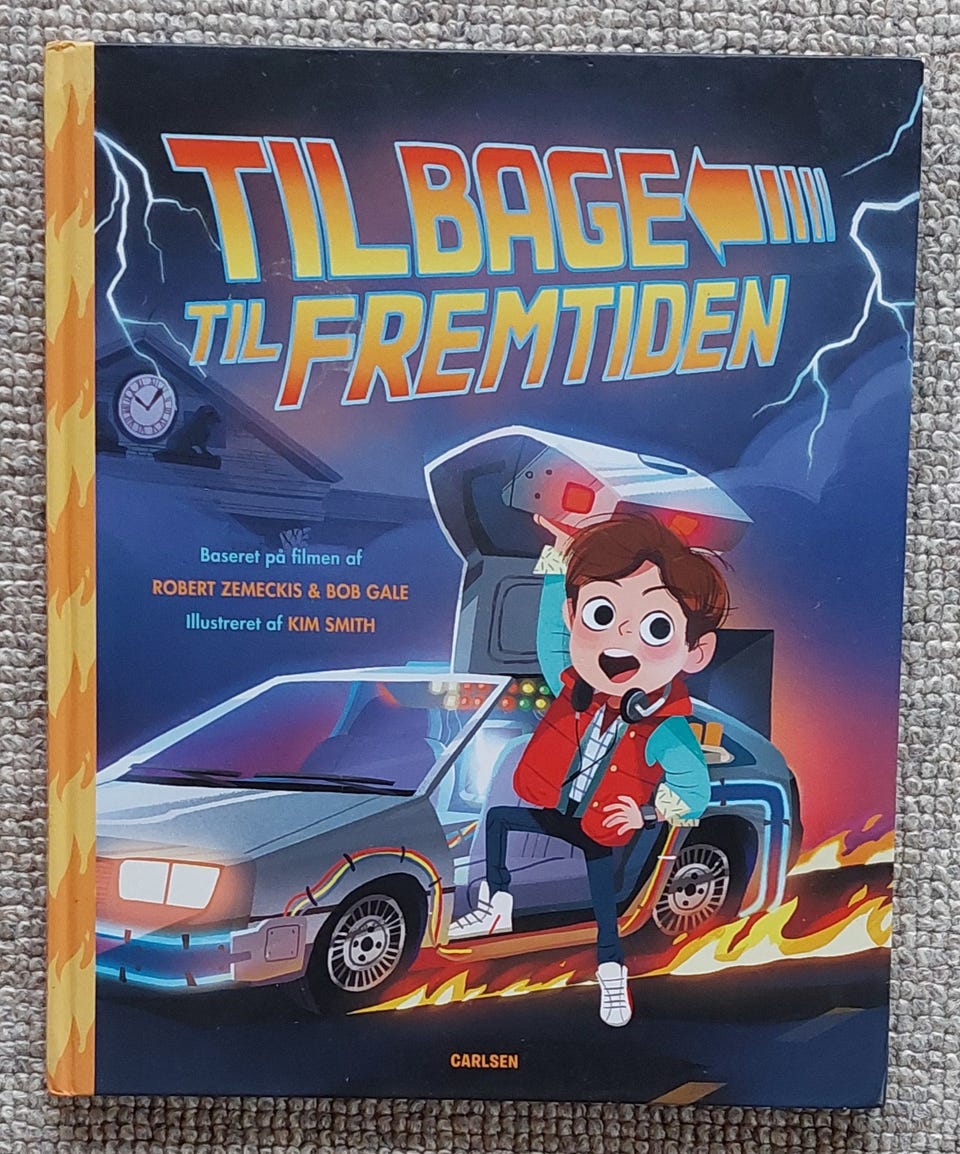 TILBAGE
TIL FREMTIDEN
Baseret på filmen af
ROBERT ZEMECKIS & BOB GALE
Illustreret af KIM SMITH
CARLSEN